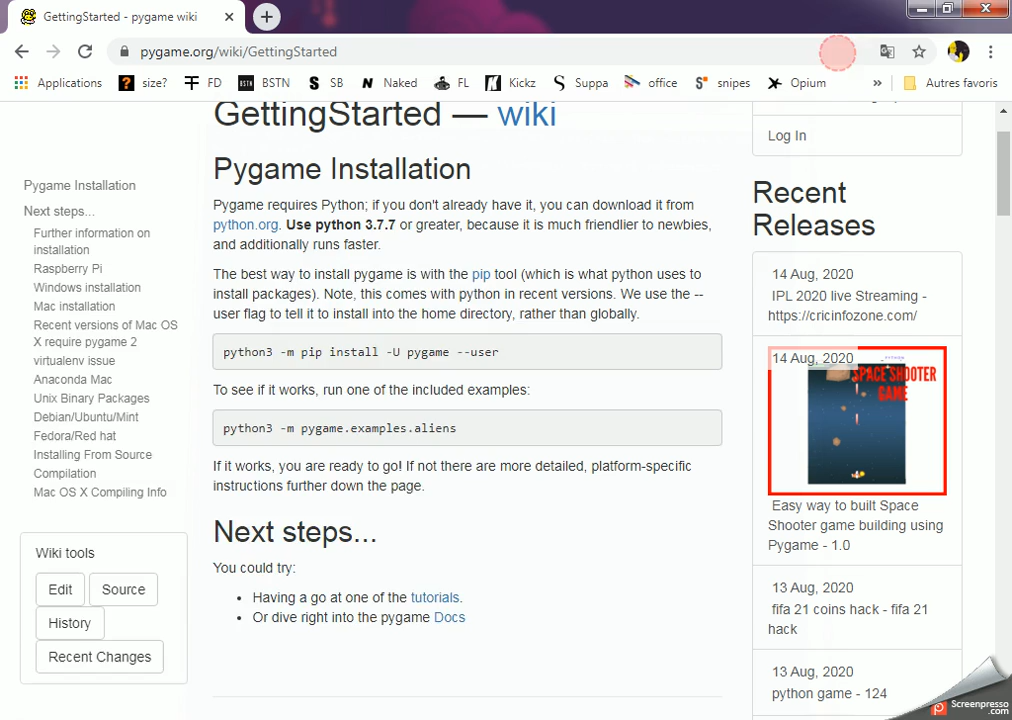 GettingStarted - pygame wiki
pygame.org/wiki/GettingStarted
Applications
size?
FD
BSTN
SB
Naked
FL
Kickz
Suppa
office
snipes
Opium
»
Autres favoris
GettingStarted — wiki
Pygame Installation
Pygame requires Python; if you don't already have it, you can download it from
python.org. Use python 3.7.7 or greater, because it is much friendlier to newbies,
and additionally runs faster.
The best way to install pygame is with the pip tool (which is what python uses to
install packages). Note, this comes with python in recent versions. We use the --
user flag to tell it to install into the home directory, rather than globally.
python3 -m pip install -U pygame --user
To see if it works, run one of the included examples:
python3 -m pygame.examples.aliens
If it works, you are ready to go! If not there are more detailed, platform-specific
instructions further down the page.
Next steps...
You could try:
• Having a go at one of the tutorials.
• Or dive right into the pygame Docs
Pygame Installation
Next steps...
Further information on
installation
Raspberry Pi
Windows installation
Mac installation
Recent versions of Mac OS
X require pygame 2
virtualenv issue
Anaconda Mac
Unix Binary Packages
Debian/Ubuntu/Mint
Fedora/Red hat
Installing From Source
Compilation
Mac OS X Compiling Info
Wiki tools
Edit
Source
History
Recent Changes
Log In
Recent
Releases
14 Aug, 2020
IPL 2020 live Streaming -
https://cricinfozone.com/
14 Aug, 2020
PYTHON
SPACE SHOOTER
GAME
Easy way to built Space
Shooter game building using
Pygame - 1.0
13 Aug, 2020
fifa 21 coins hack - fifa 21
hack
13 Aug, 2020
python game - 124
Screenpresso
.com